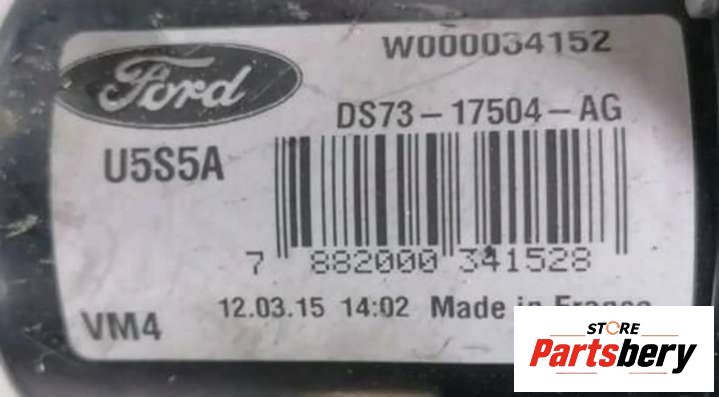 W000034152
Ford
DS73-17504-AG
U5S5A
7 882000 341528
12.03.15 14:02 Made in France
VM4
STORE
Partsbery